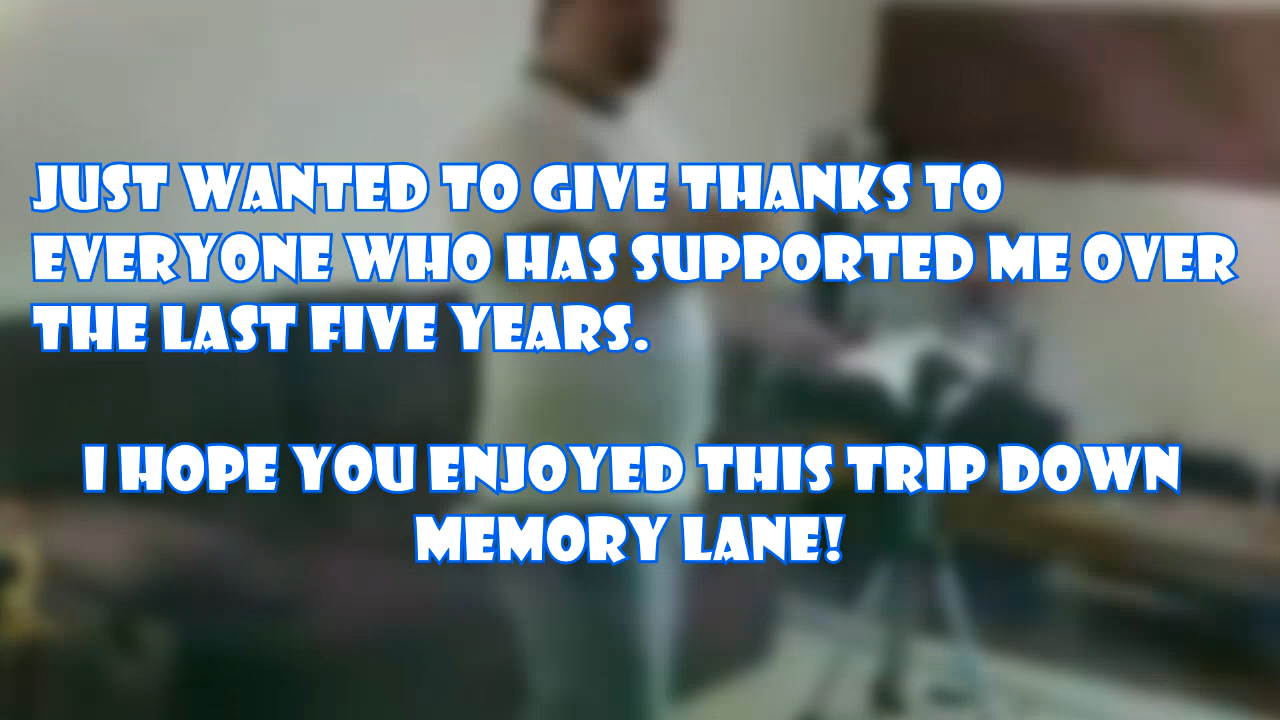 JUST WANTED TO GIVE THANKS TO
EVERYONE WHO HAS SUPPORTED ME OVER
THE LAST FIVE YEARS.
I HOPE YOU ENJOYED THIS TRIP DOWN
MEMORY LANE!